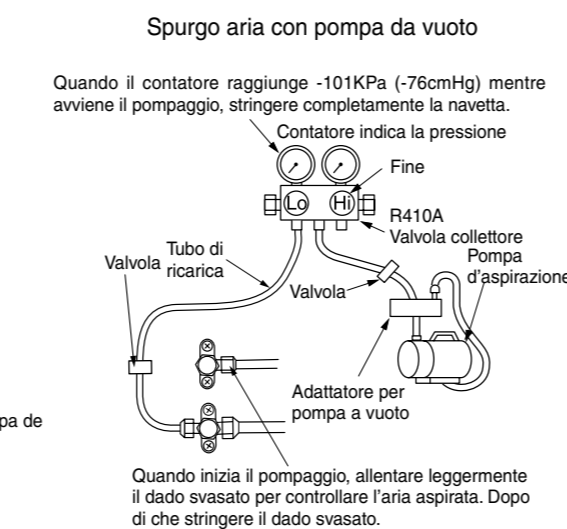 Spurgo aria con pompa da vuoto
Quando il contatore raggiunge -101KPa (-76cmHg) mentre
avviene il pompaggio, stringere completamente la navetta.
Contatore indica la pressione
Fine
Lo
Hi
R410A
Valvola collettore
Pompa
d'aspirazione
Tubo di
ricarica
Valvola
Valvola
Adattatore per
pompa a vuoto
pa de
Quando inizia il pompaggio, allentare leggermente
il dado svasato per controllare l'aria aspirata. Dopo
di che stringere il dado svasato.